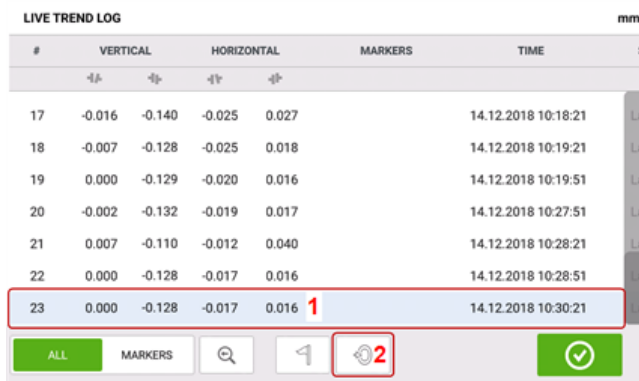 LIVE TREND LOG mm
# VERTICAL HORIZONTAL MARKERS TIME
17 -0.016 -0.140 -0.025 0.027 14.12.2018 10:18:21
18 -0.007 -0.128 -0.025 0.018 14.12.2018 10:19:21
19 0.000 -0.129 -0.020 0.016 14.12.2018 10:19:51
20 -0.002 -0.132 -0.019 0.017 14.12.2018 10:27:51
21 0.007 -0.110 -0.012 0.040 14.12.2018 10:28:21
22 0.000 -0.128 -0.017 0.016 14.12.2018 10:28:51
23 0.000 -0.128 -0.017 0.016 1 14.12.2018 10:30:21
ALL MARKERS 2